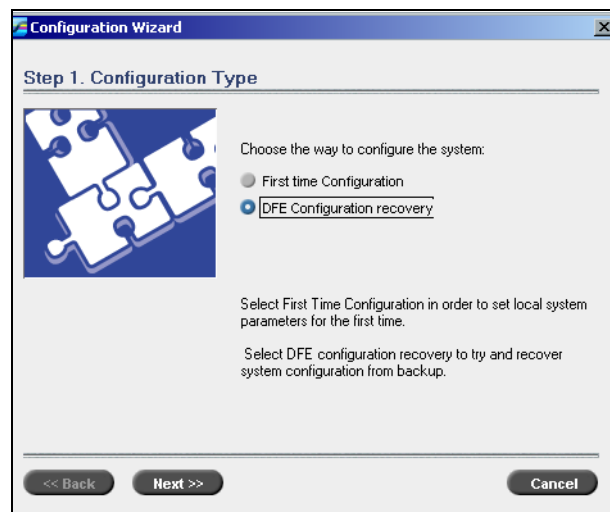 Configuration Wizard
Step 1. Configuration Type
Choose the way to configure the system:
First time Configuration
DFE Configuration recovery
Select First Time Configuration in order to set local system
parameters for the first time.
Select DFE configuration recovery to try and recover
system configuration from backup.
<< Back
Next >>
Cancel